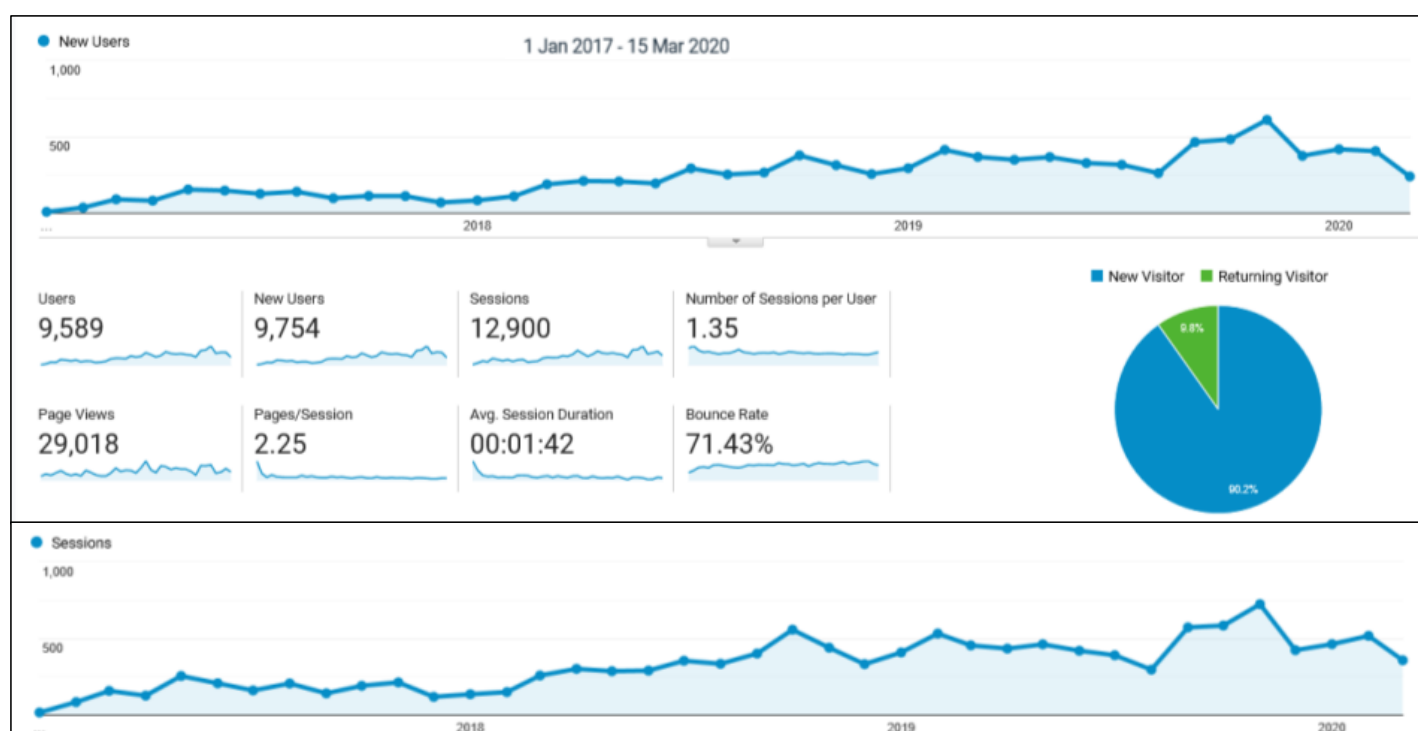 New Users
1 Jan 2017 - 15 Mar 2020
1,000
500
...
2018
2019
2020
New Visitor Returning Visitor
Users
9,589
New Users
9,754
Sessions
12,900
Number of Sessions per User
1.35
9.8%
90.2%
Page Views
29,018
Pages/Session
2.25
Avg. Session Duration
00:01:42
Bounce Rate
71.43%
Sessions
1,000
500
...
2018
2019
2020